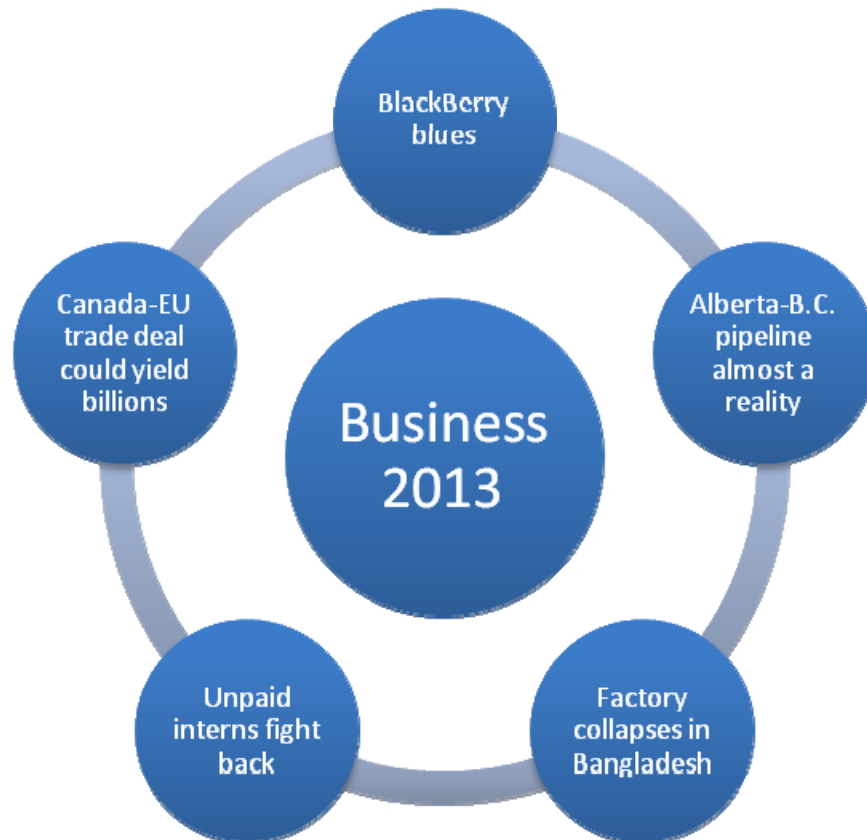 BlackBerry
blues
Alberta-B.C.
pipeline
almost a
reality
Factory
collapses in
Bangladesh
Unpaid
interns fight
back
Canada-EU
trade deal
could yield
billions
Business
2013